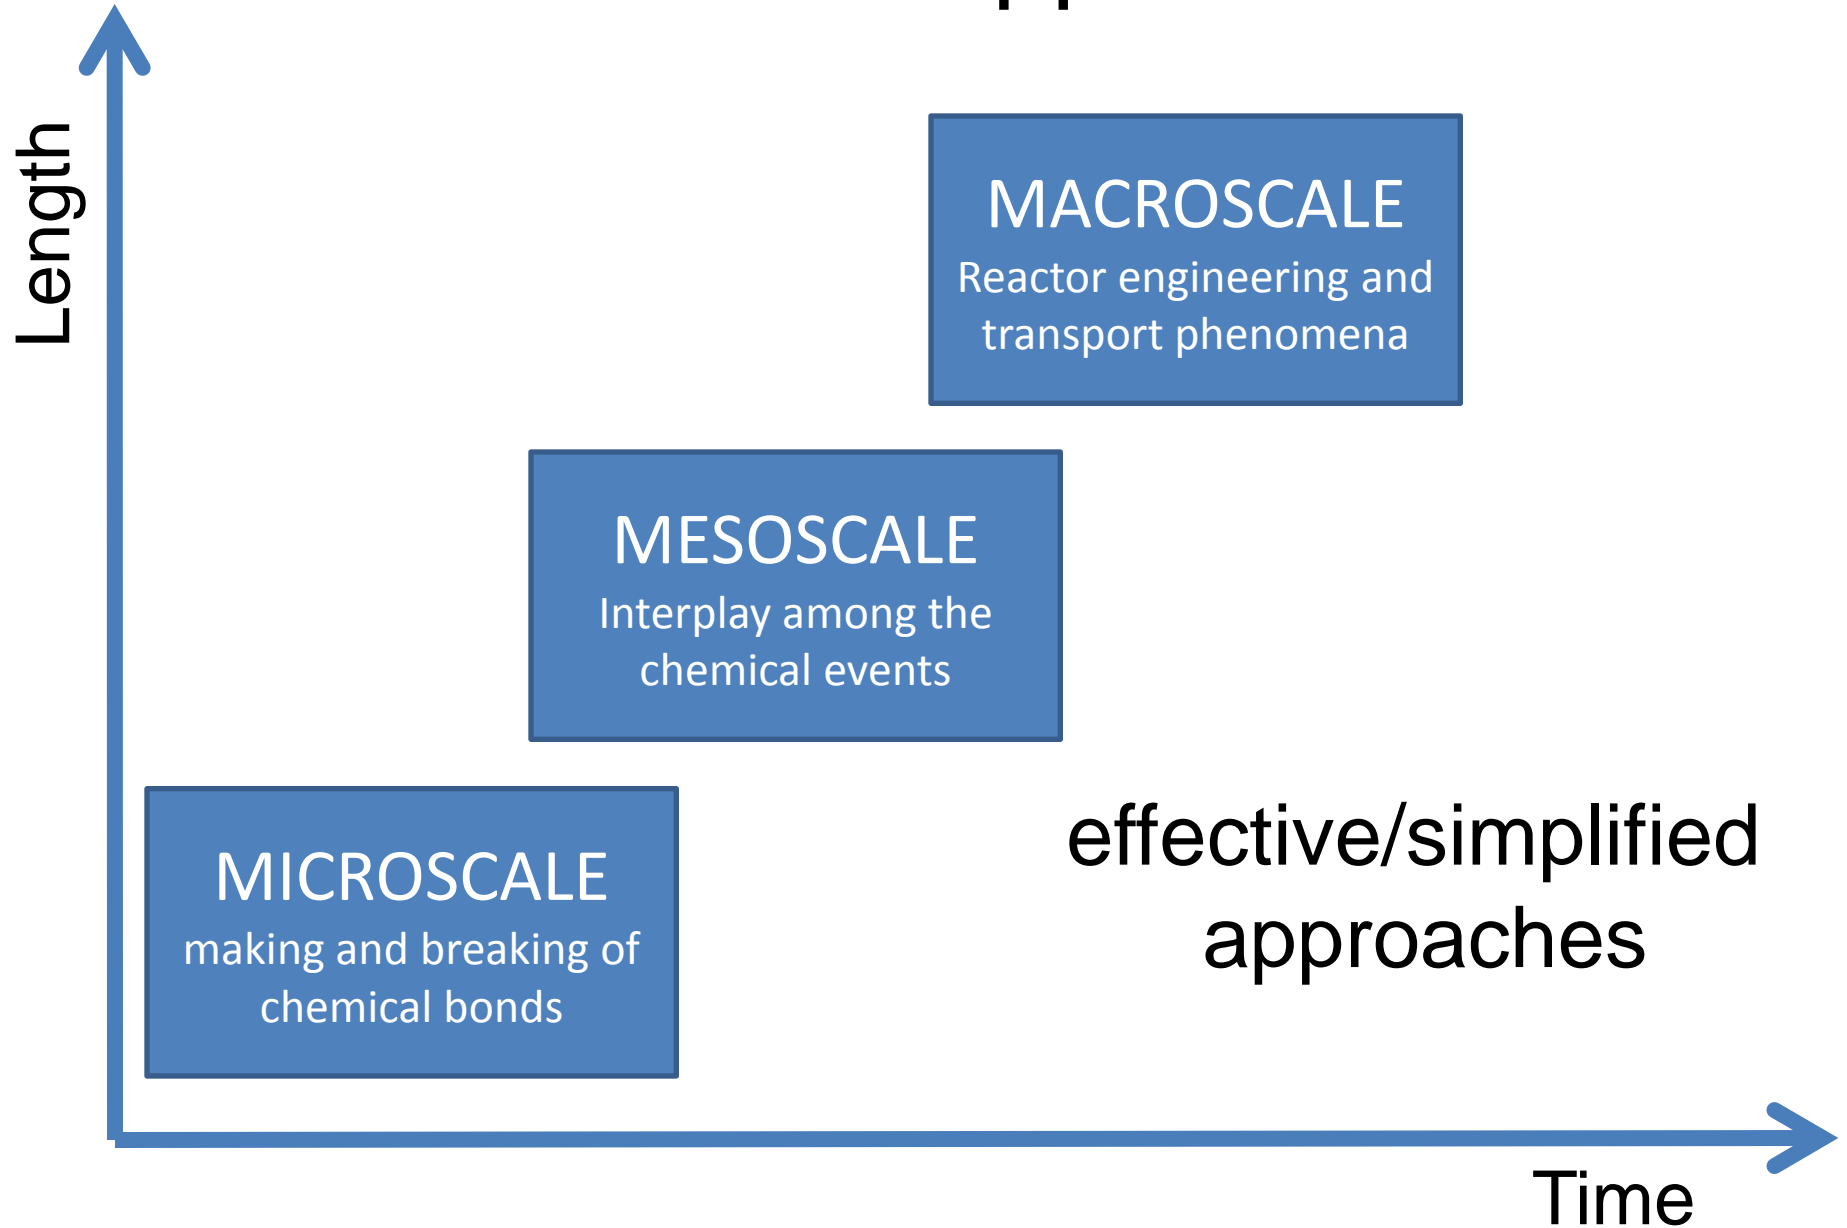 Length
MACROSCALE
Reactor engineering and
transport phenomena
MESOSCALE
Interplay among the
chemical events
MICROSCALE
making and breaking of
chemical bonds
effective/simplified
approaches
Time